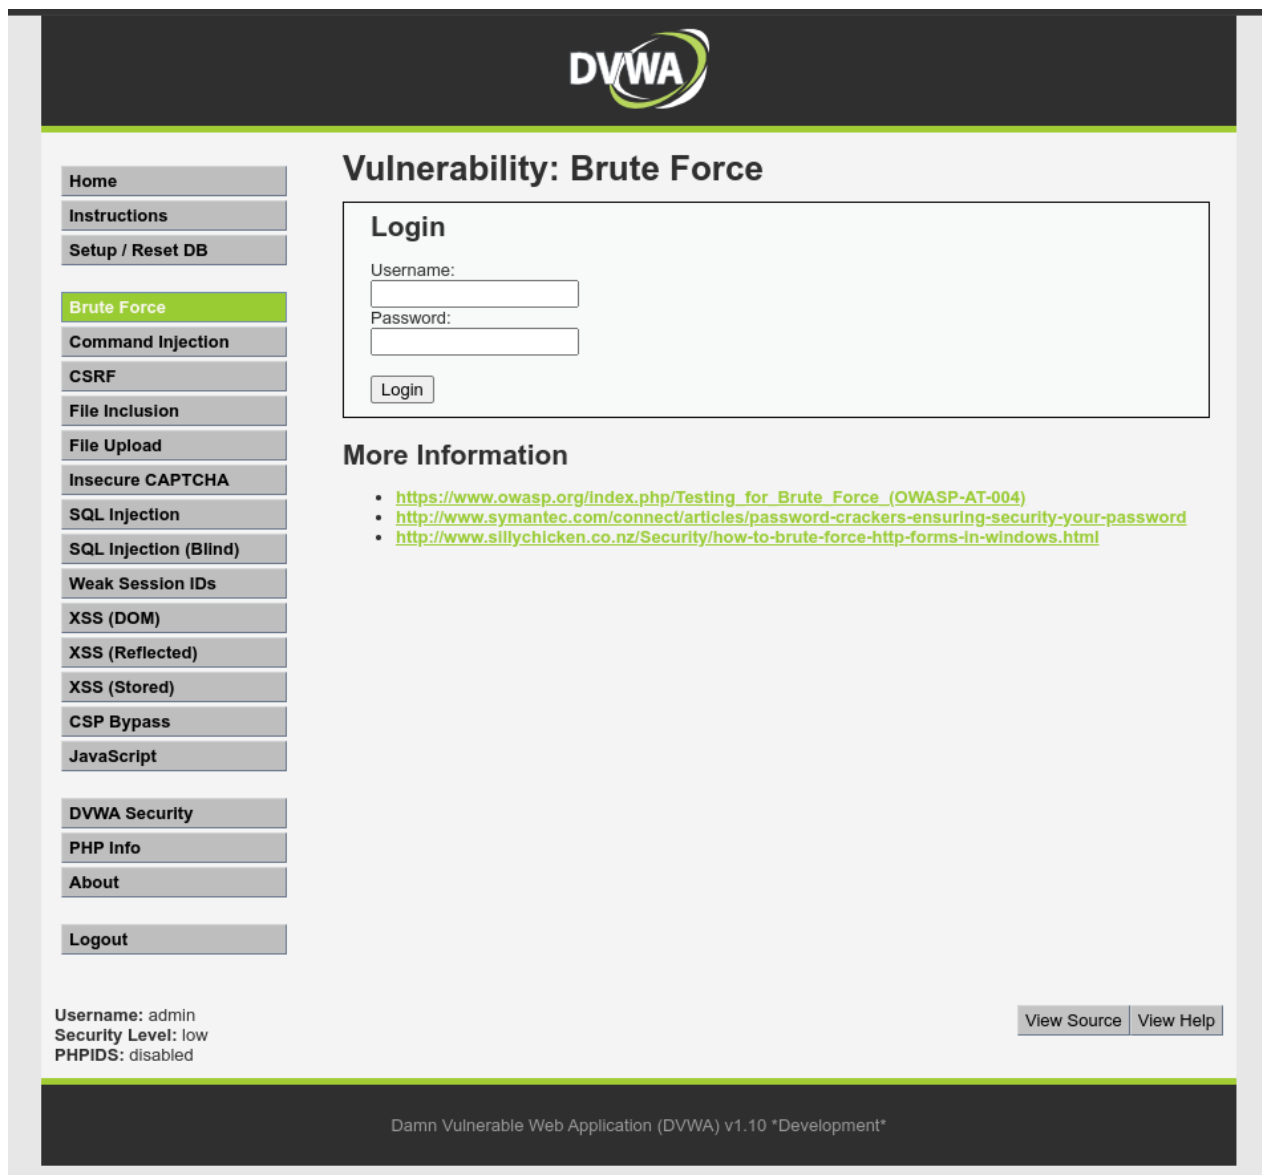 DVWA
Home
Instructions
Setup / Reset DB
Brute Force
Command Injection
CSRF
File Inclusion
File Upload
Insecure CAPTCHA
SQL Injection
SQL Injection (Blind)
Weak Session IDs
XSS (DOM)
XSS (Reflected)
XSS (Stored)
CSP Bypass
JavaScript
DVWA Security
PHP Info
About
Logout
Vulnerability: Brute Force
Login
Username:
Password:
Login
More Information
https://www.owasp.org/index.php/Testing_for_Brute_Force_(OWASP-AT-004)
http://www.symantec.com/connect/articles/password-crackers-ensuring-security-your-password
http://www.sillychicken.co.nz/Security/how-to-brute-force-http-forms-in-windows.html
Username: admin
Security Level: low
PHPIDS: disabled
View Source View Help
Damn Vulnerable Web Application (DVWA) v1.10 *Development*